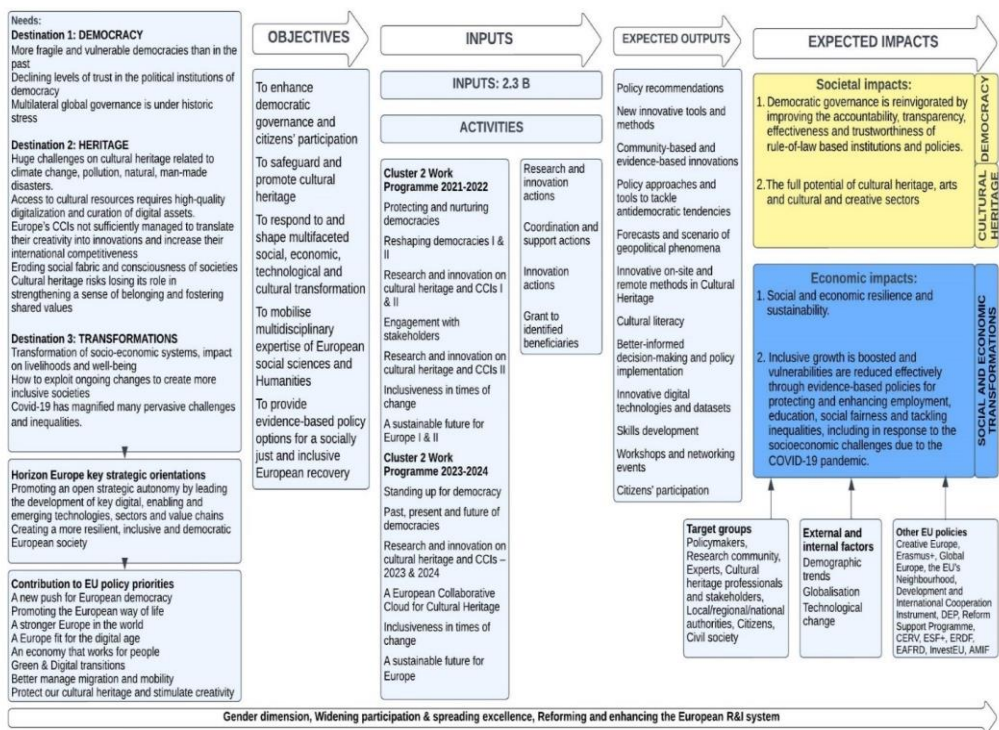 Needs:
Destination 1: DEMOCRACY
More fragile and vulnerable democracies than in the
past
Declining levels of trust in the political institutions of
democracy
Multilateral global governance is under historic
stress
Destination 2: HERITAGE
Huge challenges on cultural heritage related to
climate change, pollution, natural, man-made
disasters.
Access to cultural resources requires high-quality
digitalization and curation of digital assets.
Europe's CCIs not sufficiently managed to translate
their creativity into innovations and increase their
international competitiveness
Eroding social fabric and consciousness of societies
Cultural heritage risks losing its role in
strengthening a sense of belonging and fostering
shared values
Destination 3: TRANSFORMATIONS
Transformation of socio-economic systems, impact
on livelihoods and well-being
How to exploit ongoing changes to create more
inclusive societies
Covid-19 has magnified many pervasive challenges
and inequalities.
Horizon Europe key strategic orientations
Promoting an open strategic autonomy by leading
the development of key digital, enabling and
emerging technologies, sectors and value chains
Creating a more resilient, inclusive and democratic
European society
Contribution to EU policy priorities
A new push for European democracy
Promoting the European way of life
A stronger Europe in the world
A Europe fit for the digital age
An economy that works for people
Green & Digital transitions
Better manage migration and mobility
Protect our cultural heritage and stimulate creativity
OBJECTIVES
To enhance
democratic
governance and
citizens' participation
To safeguard and
promote cultural
heritage
To respond to and
shape multifaceted
social, economic,
technological and
cultural transformation
To mobilise
multidisciplinary
expertise of European
social sciences and
Humanities
To provide
evidence-based policy
options for a socially
just and inclusive
European recovery
INPUTS
INPUTS: 2.3 B
ACTIVITIES
Cluster 2 Work
Programme 2021-2022
Protecting and nurturing
democracies
Reshaping democracies I &
II
Research and innovation on
cultural heritage and CCIs I
& II
Engagement with
stakeholders
Research and innovation on
cultural heritage and CCIs II
Inclusiveness in times of
change
A sustainable future for
Europe I & II
Cluster 2 Work
Programme 2023-2024
Standing up for democracy
Past, present and future of
democracies
Research and innovation on
cultural heritage and CCIs –
2023 & 2024
A European Collaborative
Cloud for Cultural Heritage
Inclusiveness in times of
change
A sustainable future for
Europe
Research and
innovation
actions
Coordination and
support actions
Innovation
actions
Grant to
identified
beneficiaries
EXPECTED OUTPUTS
Policy recommendations
New innovative tools and
methods
Community-based and
evidence-based innovations
Policy approaches and
tools to tackle
antidemocratic tendencies
Forecasts and scenario of
geopolitical phenomena
Innovative on-site and
remote methods in Cultural
Heritage
Cultural literacy
Better-informed
decision-making and policy
implementation
Innovative digital
technologies and datasets
Skills development
Workshops and networking
events
Citizens' participation
EXPECTED IMPACTS
Societal impacts:
1. Democratic governance is reinvigorated by
improving the accountability, transparency,
effectiveness and trustworthiness of
rule-of-law based institutions and policies.
2.The full potential of cultural heritage, arts
and cultural and creative sectors
DEMOCRACY
CULTURAL
HERITAGE
Economic impacts:
1. Social and economic resilience and
sustainability.
2. Inclusive growth is boosted and
vulnerabilities are reduced effectively
through evidence-based policies for
protecting and enhancing employment,
education, social fairness and tackling
inequalities, including in response to the
socioeconomic challenges due to the
COVID-19 pandemic.
SOCIAL AND ECONOMIC
TRANSFORMATIONS
Target groups
Policymakers,
Research community,
Experts, Cultural
heritage professionals
and stakeholders,
Local/regional/national
authorities, Citizens,
Civil society
External and
internal factors
Demographic
trends
Globalisation
Technological
change
Other EU policies
Creative Europe,
Erasmus+, Global
Europe, the EU's
Neighbourhood,
Development and
International Cooperation
Instrument, DEP, Reform
Support Programme,
CERV, ESF+, ERDF,
EAFRD, InvestEU, AMIF
Gender dimension, Widening participation & spreading excellence, Reforming and enhancing the European R&I system